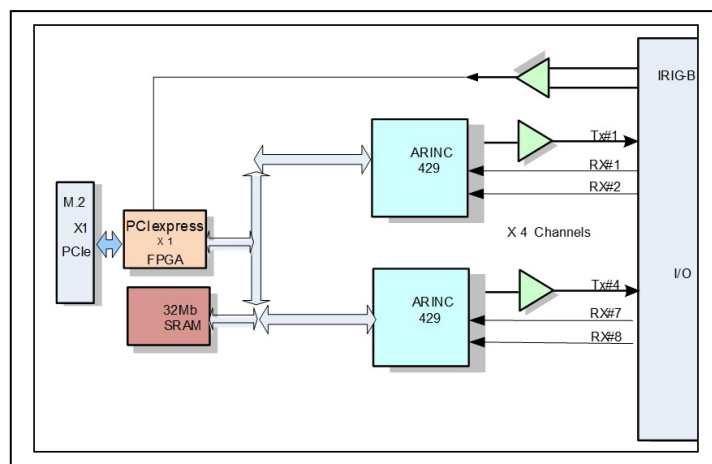 IRIG-B
Tx#1
ARINC
429
RX#1
RX#2
M.2
X1
PCIe
PCIexpress
X 1
FPGA
X 4 Channels
I/O
32Mb
SRAM
ARINC
429
Tx#4
RX#7
RX#8